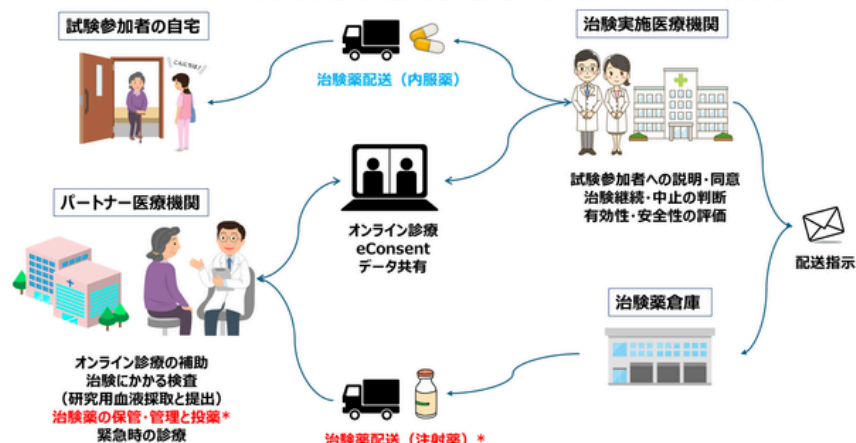 試験参加者の自宅
こんにちは！
治験薬配送（内服薬）
治験実施医療機関
試験参加者への説明・同意
治験継続・中止の判断
有効性・安全性の評価
パートナー医療機関
オンライン診療
eConsent
データ共有
配送指示
治験薬倉庫
オンライン診療の補助
治験にかかる検査
（研究用血液採取と提出）
治験薬の保管・管理と投薬*
緊急時の診療
治験薬配送（注射薬）*